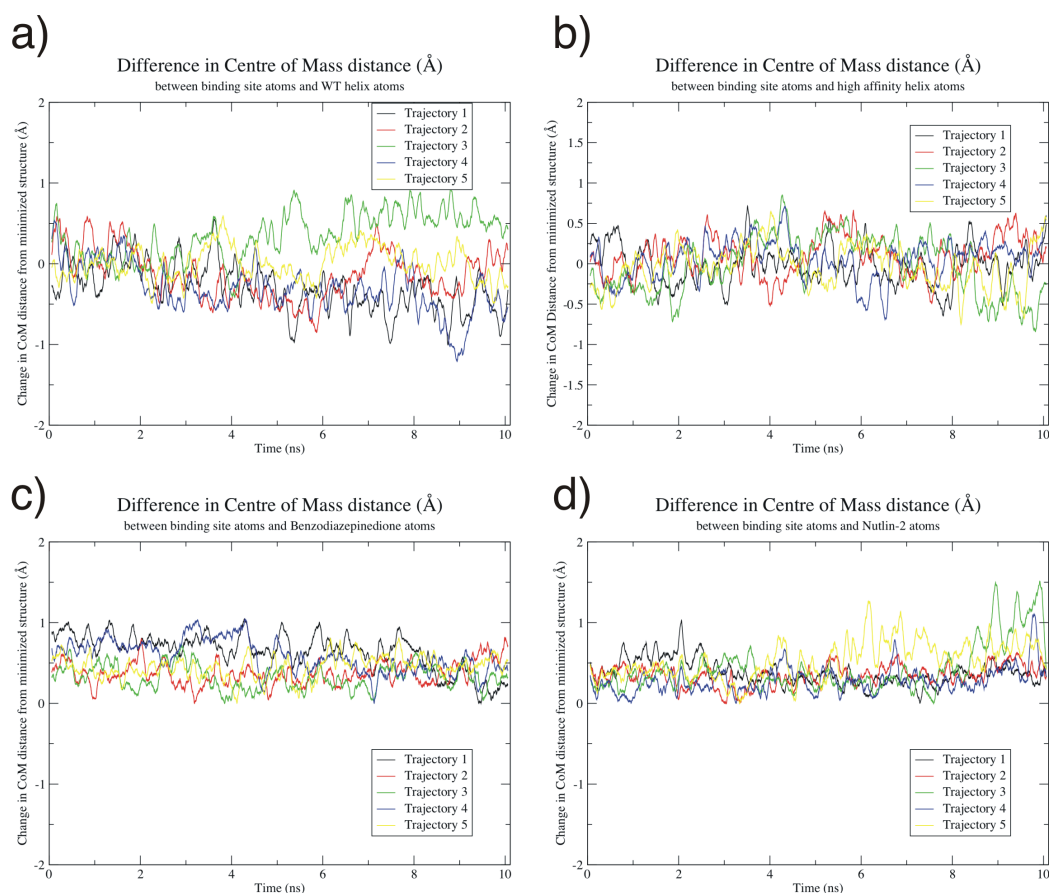 a)
Difference in Centre of Mass distance (Å)
between binding site atoms and WT helix atoms
Change in CoM distance from minimized structure (Å)
2
1
0
-1
-2
0 2 4 6 8 10
Time (ns)
Trajectory 1
Trajectory 2
Trajectory 3
Trajectory 4
Trajectory 5
b)
Difference in Centre of Mass distance (Å)
between binding site atoms and high affinity helix atoms
Change in CoM Distance from minimized structure (Å)
2
1.5
1
0.5
0
-0.5
-1
-1.5
-2
0 2 4 6 8 10
Time (ns)
Trajectory 1
Trajectory 2
Trajectory 3
Trajectory 4
Trajectory 5
c)
Difference in Centre of Mass distance (Å)
between binding site atoms and Benzodiazepinedione atoms
Change in CoM distance from minimized structure (Å)
2
1
0
-1
-2
0 2 4 6 8 10
Time (ns)
Trajectory 1
Trajectory 2
Trajectory 3
Trajectory 4
Trajectory 5
d)
Difference in Centre of Mass distance (Å)
between binding site atoms and Nutlin-2 atoms
Change in CoM distance from minimized structure (Å)
2
1
0
-1
-2
0 2 4 6 8 10
Time (ns)
Trajectory 1
Trajectory 2
Trajectory 3
Trajectory 4
Trajectory 5